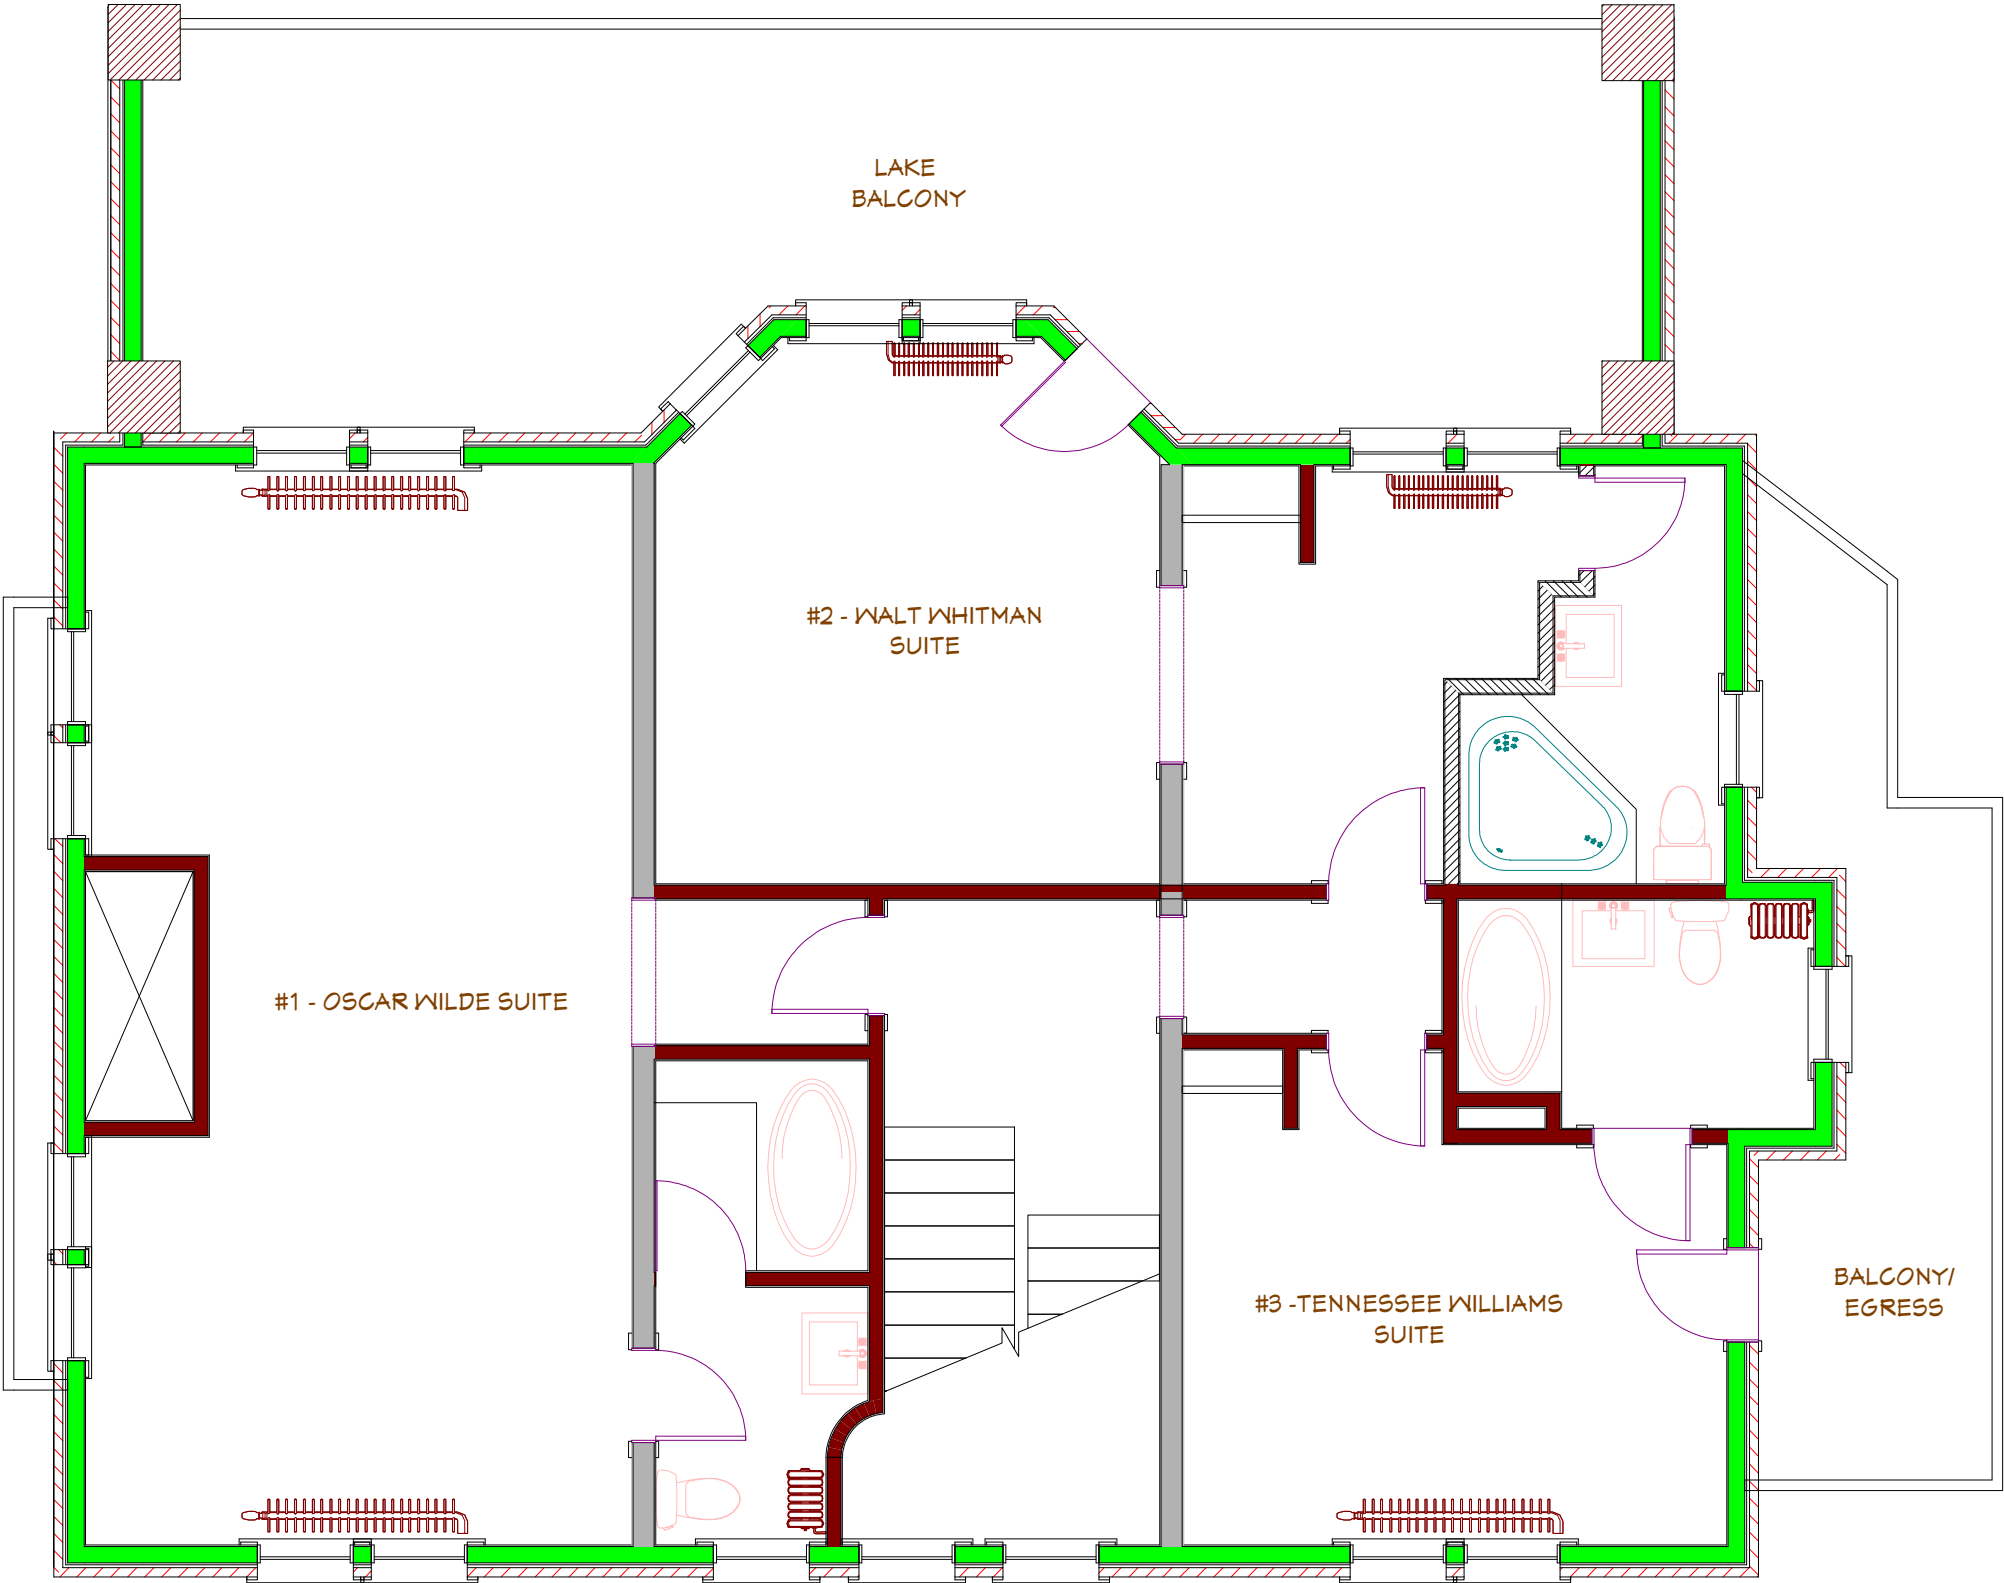 LAKE
BALCONY
#2 - WALT WHITMAN
SUITE
#1 - OSCAR WILDE SUITE
#3 -TENNESSEE WILLIAMS
SUITE
BALCONY/
EGRESS